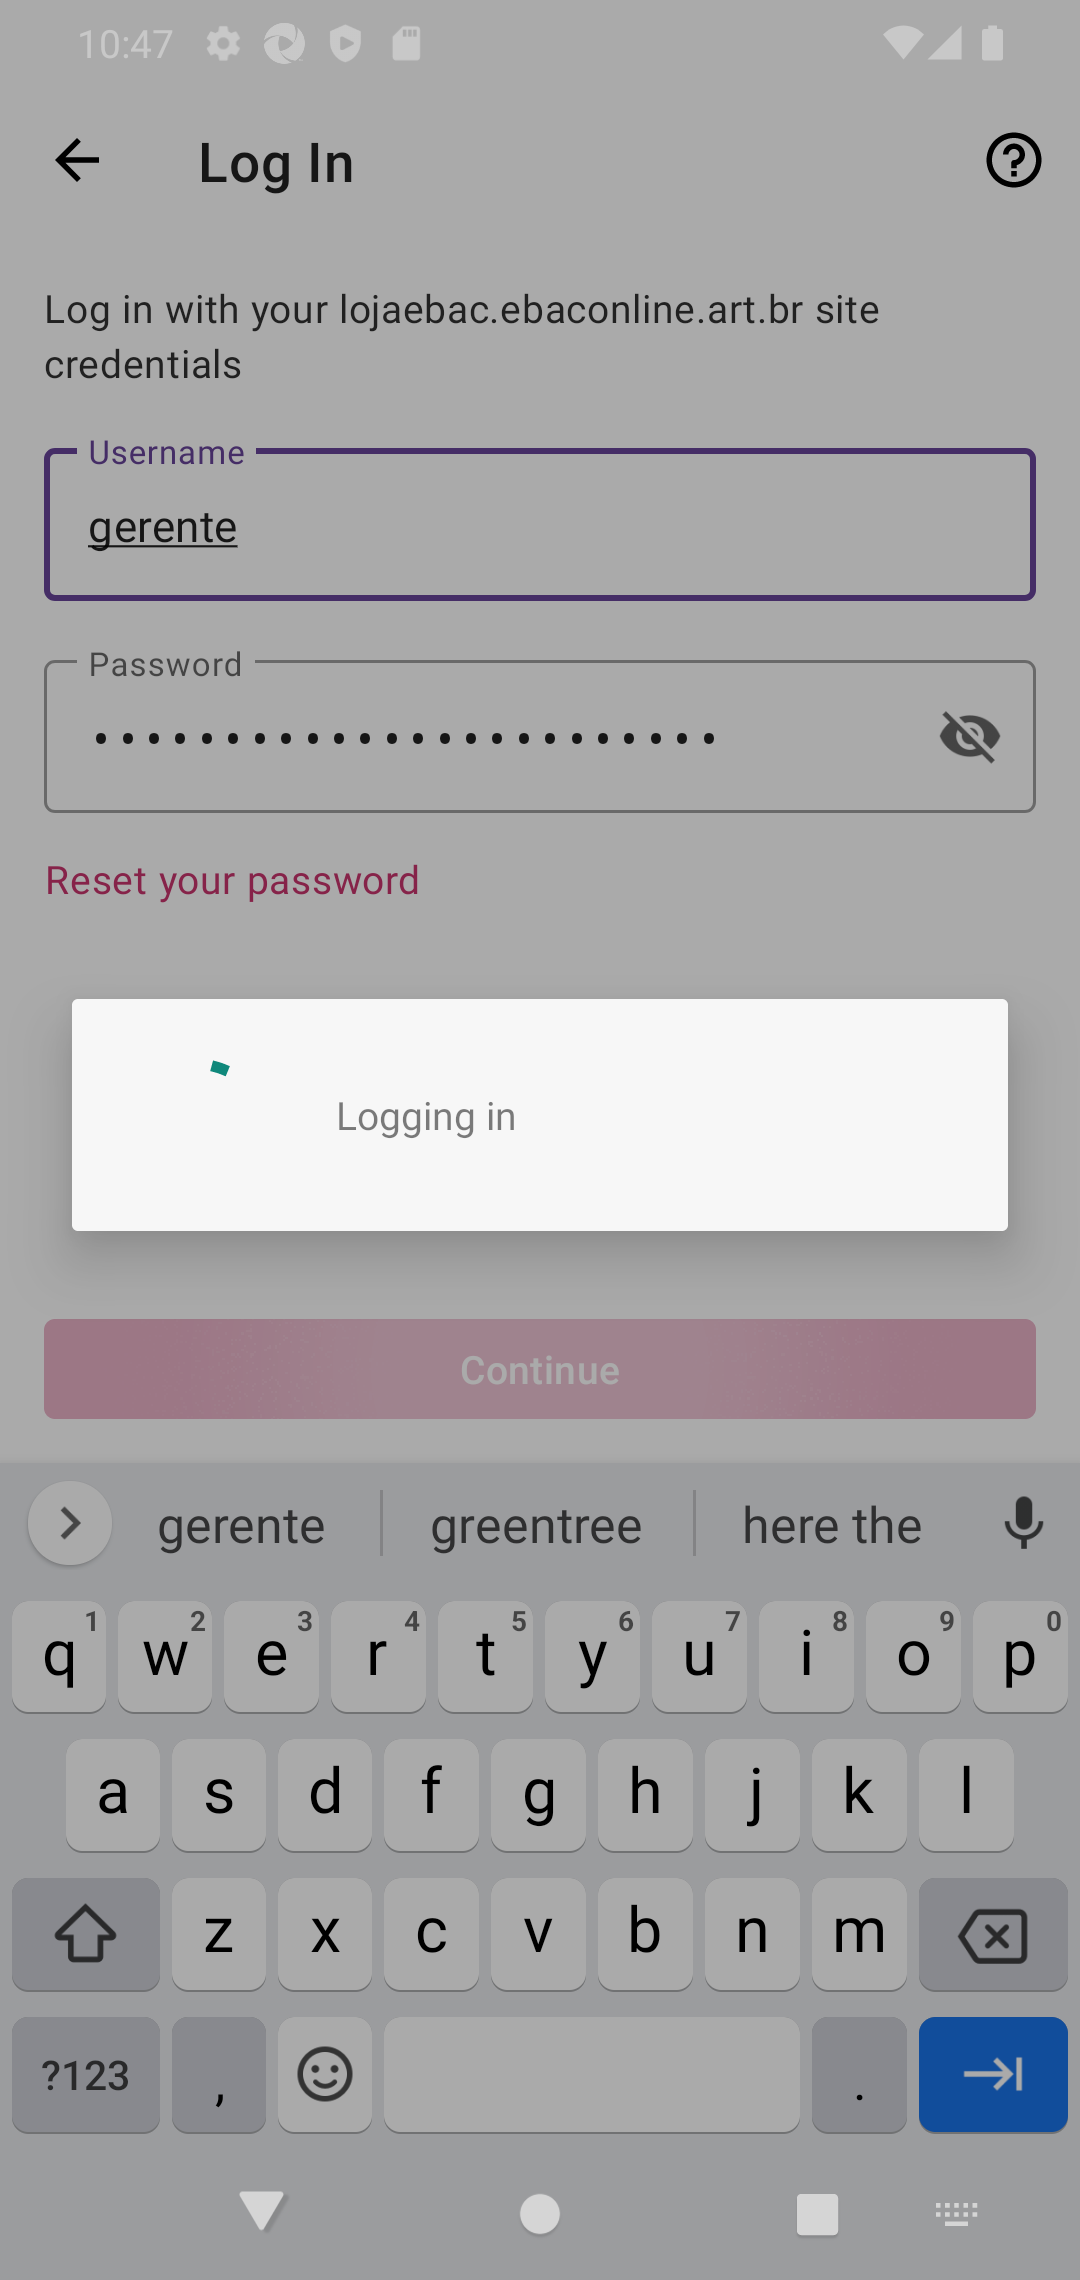 10:47
Log In
Log in with your lojaebac.ebaconline.art.br site
credentials
Username
gerente
Password
Reset your password
Logging in
Continue
gerente greentree here the
q1 w2 e3 r4 t5 y6 u7 i8 o9 p0
a s d f g h j k l
z x c v b n m
?123 , .